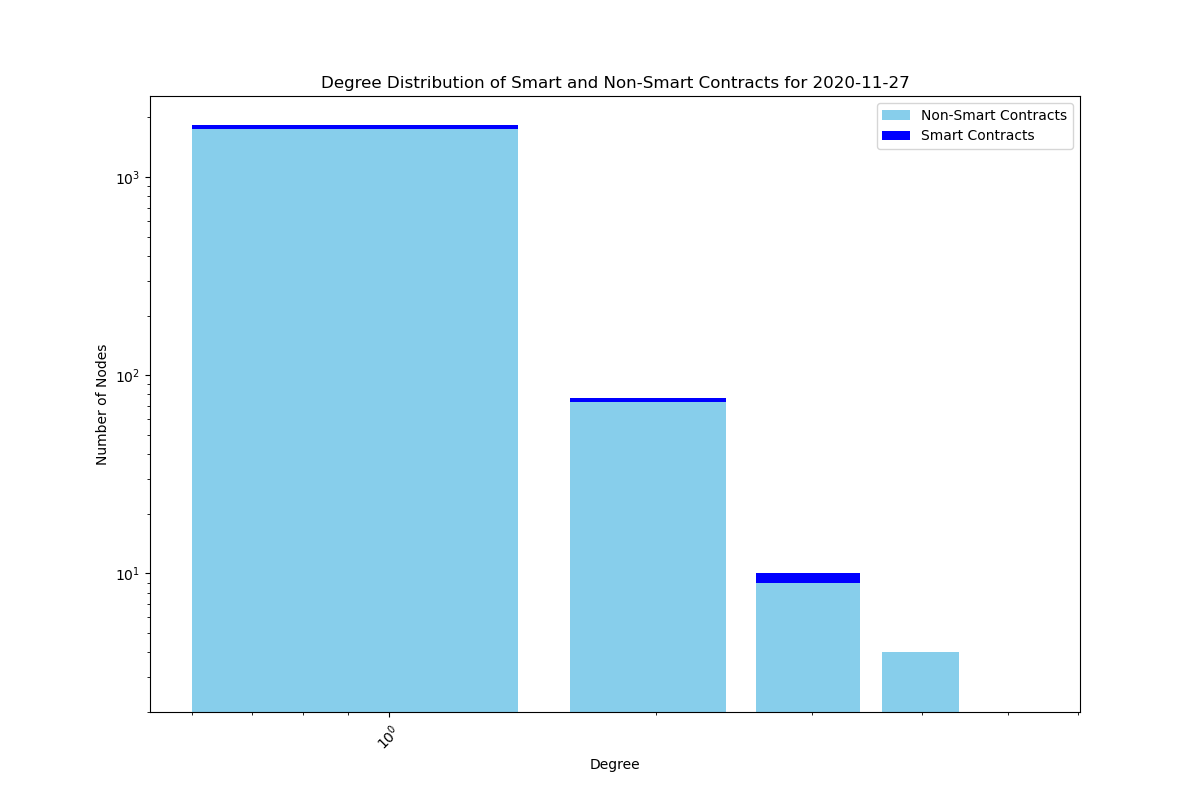 Degree Distribution of Smart and Non-Smart Contracts for 2020-11-27
Non-Smart Contracts
Smart Contracts
Number of Nodes
10³
10²
10¹
10⁰
Degree